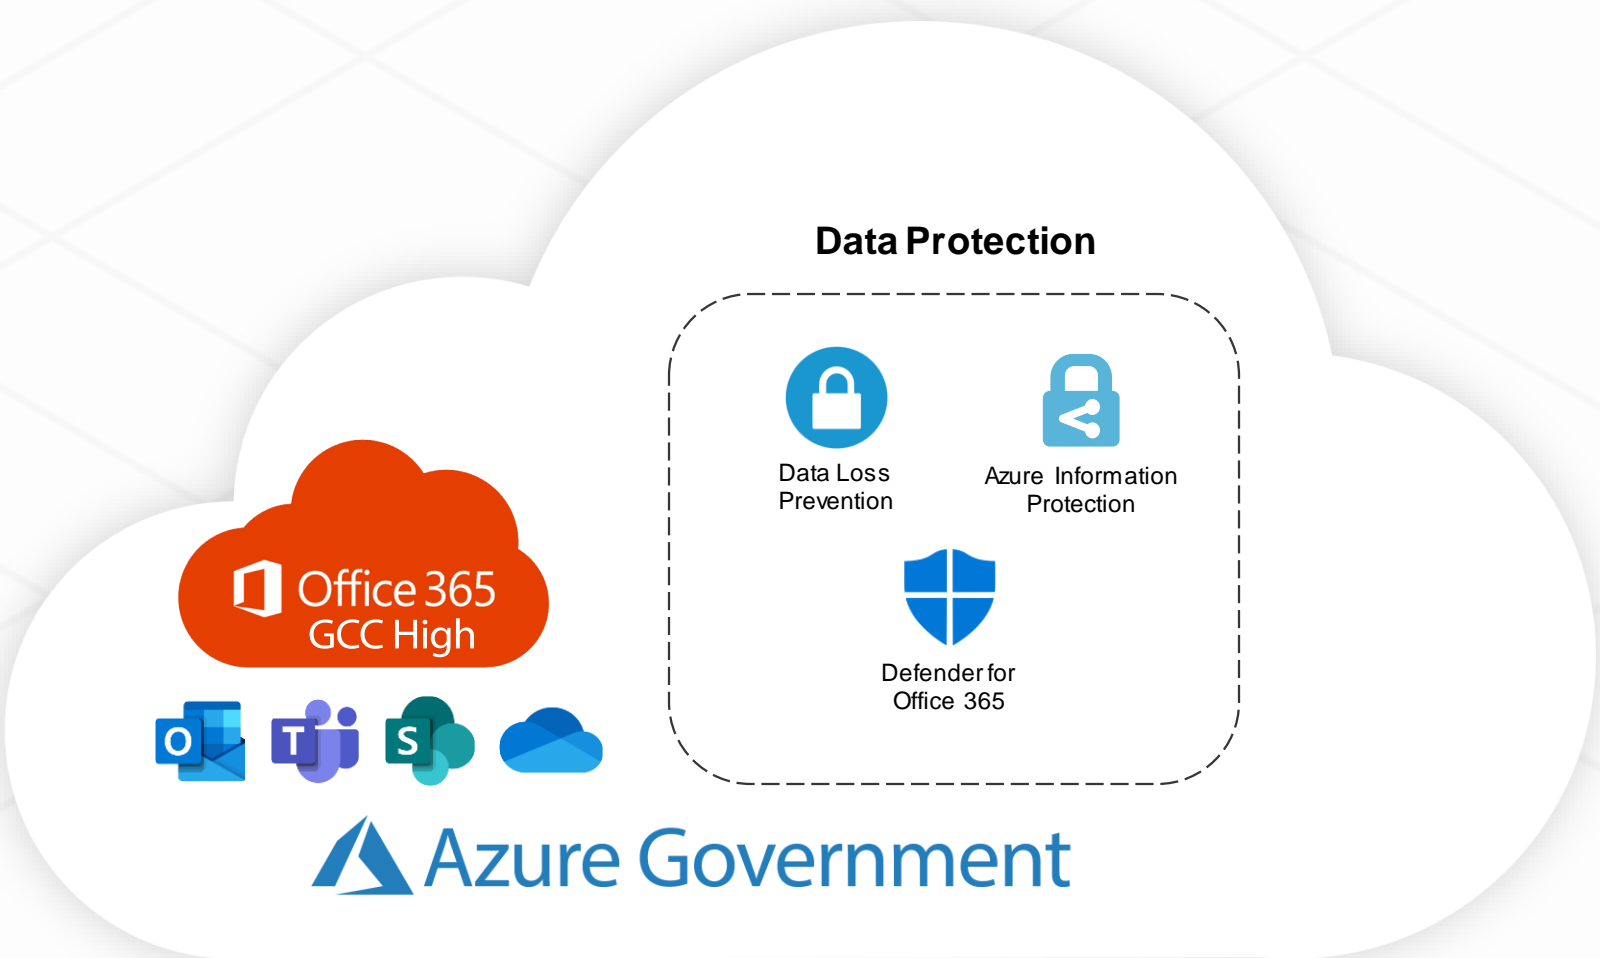 Data Protection
Data Loss
Prevention
Azure Information
Protection
Defender for
Office 365
Office 365
GCC High
O
T
S
Azure Government